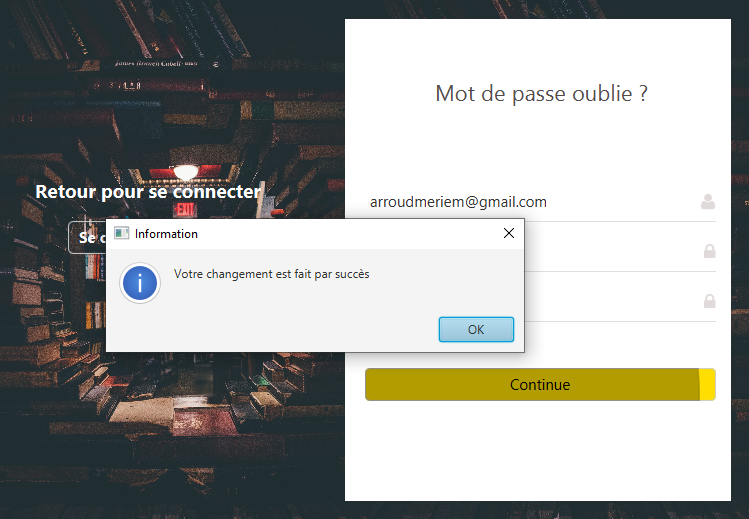 Mot de passe oublie ?
Retour pour se connecter
EXIT
arroudmeriem@gmail.com
Se
Information
Votre changement est fait par succès
OK
Continue